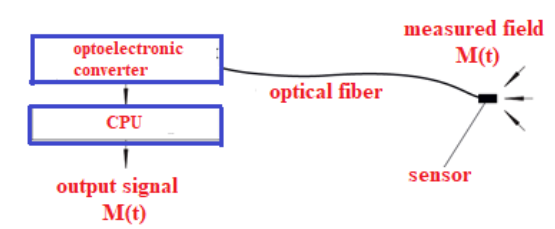 measured field
M(t)
optoelectronic
converter
optical fiber
CPU
sensor
output signal
M(t)